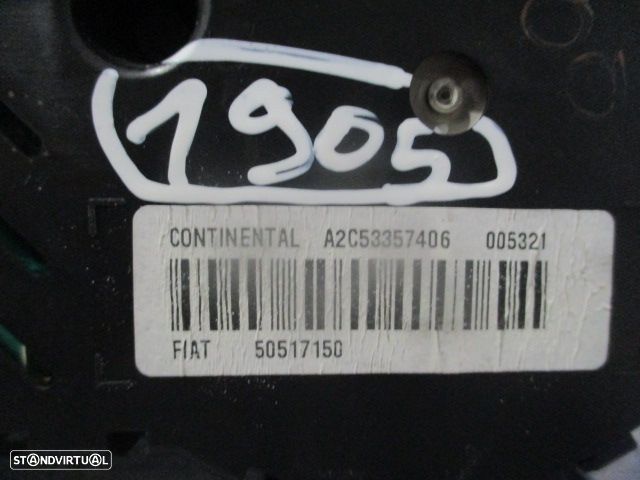 1905
CONTINENTAL A2C53357406 005321
FIAT 50517150
STANDVIRTUAL